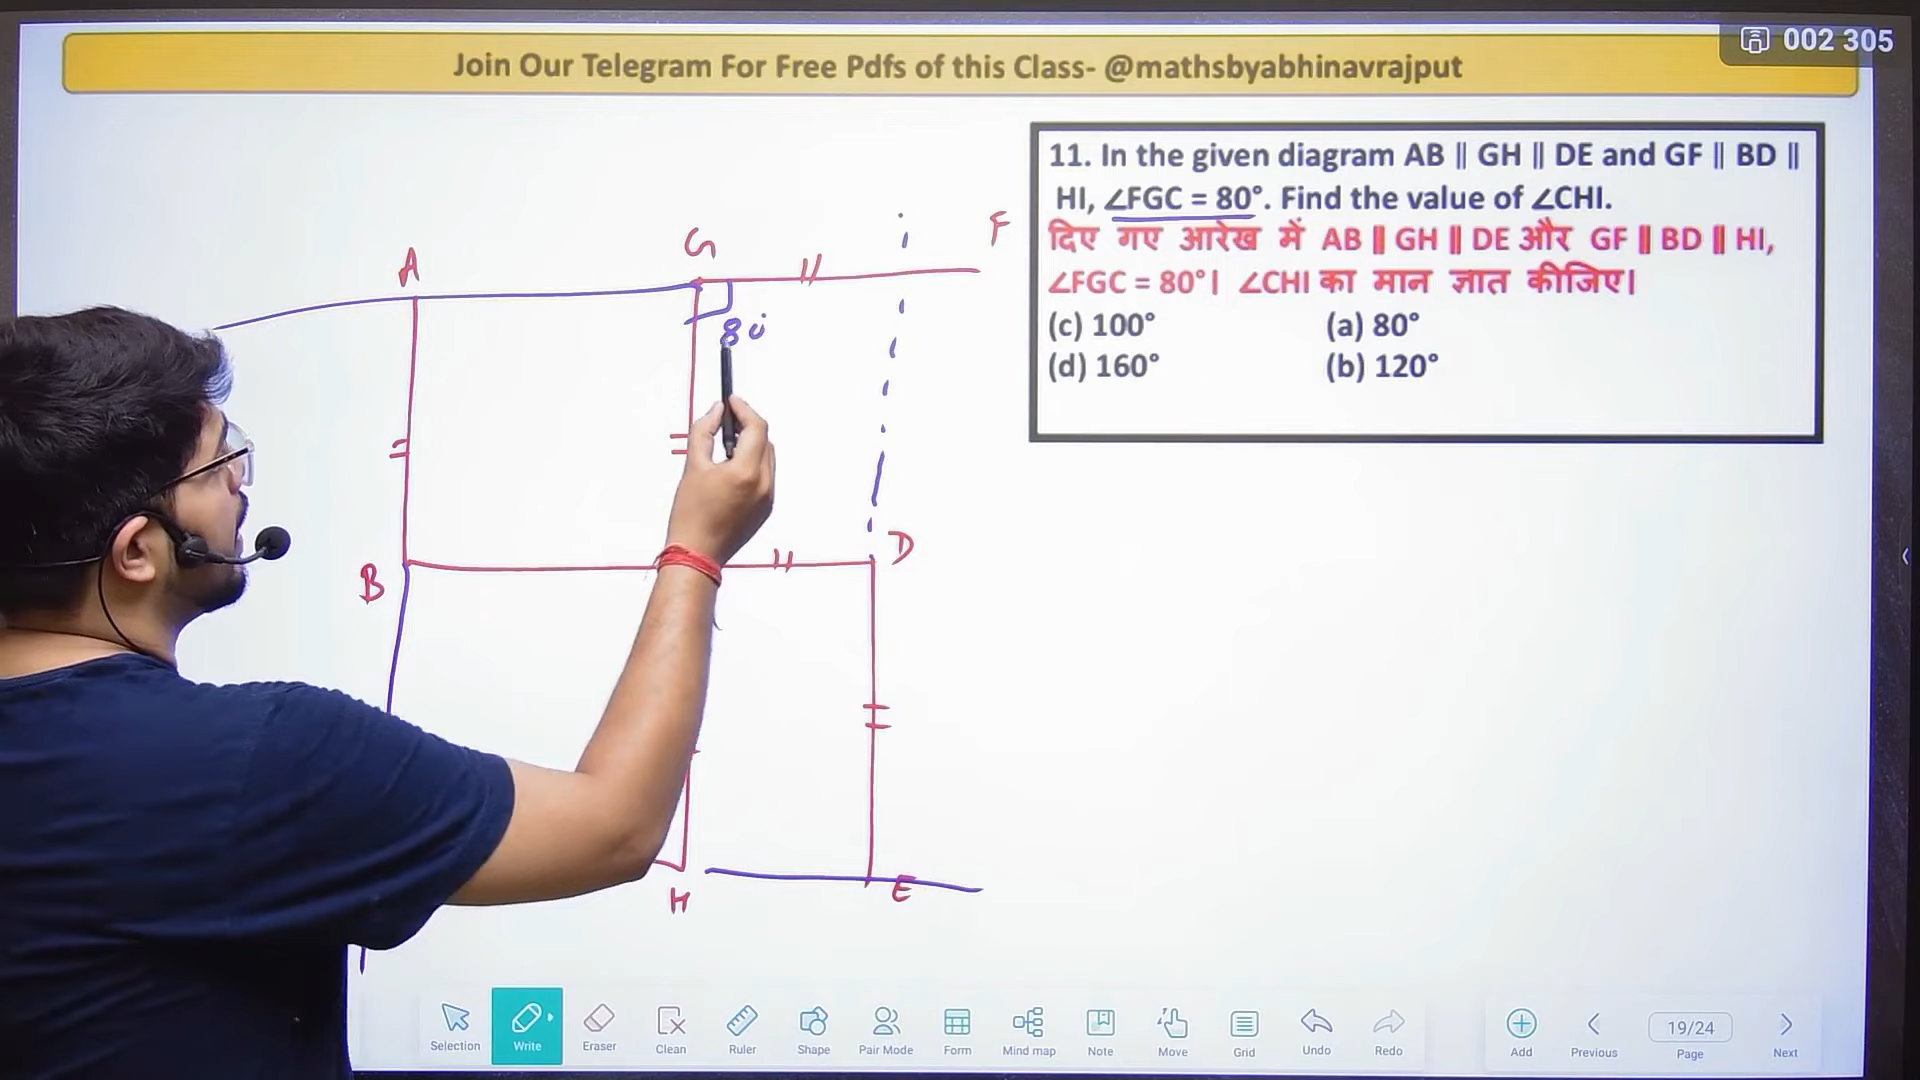 Join Our Telegram For Free Pdfs of this Class- @mathsbyabhinavrajput
002 305
11. In the given diagram AB ∥ GH ∥ DE and GF ∥ BD ∥
HI, ∠FGC = 80°. Find the value of ∠CHI.
दिए गए आरेख में AB ∥ GH ∥ DE और GF ∥ BD ∥ HI,
∠FGC = 80°। ∠CHI का मान ज्ञात कीजिए।
(c) 100° (a) 80°
(d) 160° (b) 120°
A
G
F
80
B
D
H
E
Selection
Write
Eraser
Clean
Ruler
Shape
Pair Mode
Form
Mind map
Note
Move
Grid
Undo
Redo
Add
Previous
19/24
Page
Next